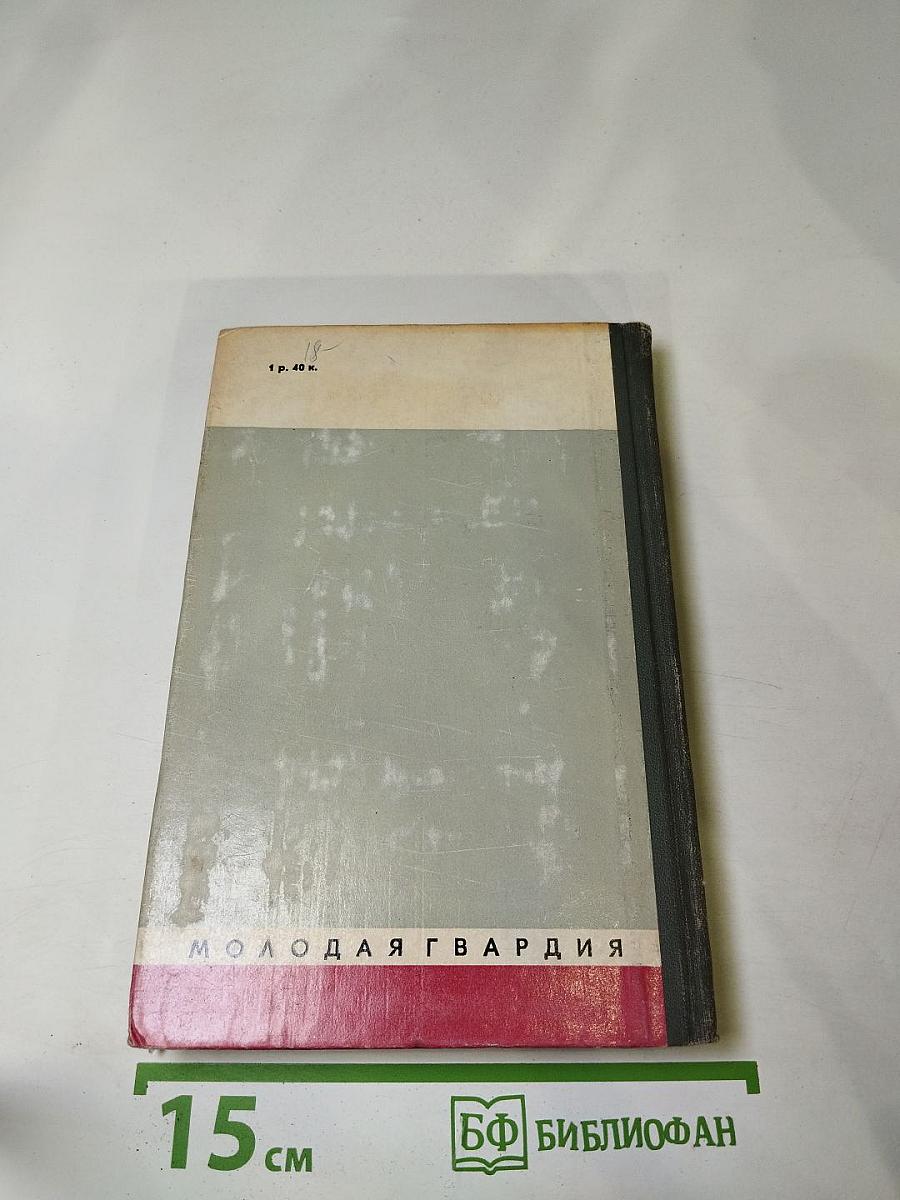 18-
1 р. 40 к.
МОЛОДАЯ ГВАРДИЯ
15 см
БФ БИБЛИОФАН